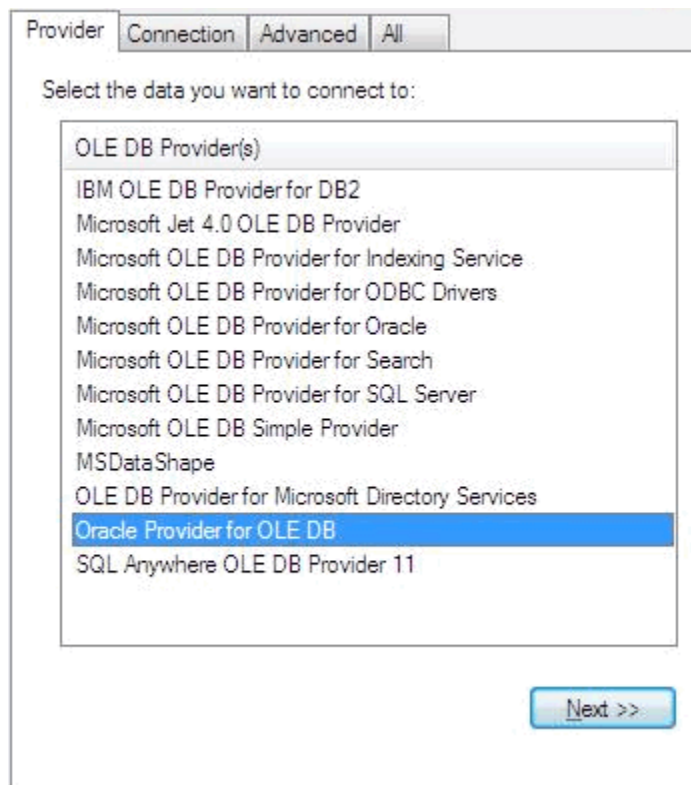 Provider Connection Advanced All
Select the data you want to connect to:
OLE DB Provider(s)
IBM OLE DB Provider for DB2
Microsoft Jet 4.0 OLE DB Provider
Microsoft OLE DB Provider for Indexing Service
Microsoft OLE DB Provider for ODBC Drivers
Microsoft OLE DB Provider for Oracle
Microsoft OLE DB Provider for Search
Microsoft OLE DB Provider for SQL Server
Microsoft OLE DB Simple Provider
MSDataShape
OLE DB Provider for Microsoft Directory Services
Oracle Provider for OLE DB
SQL Anywhere OLE DB Provider 11
Next >>